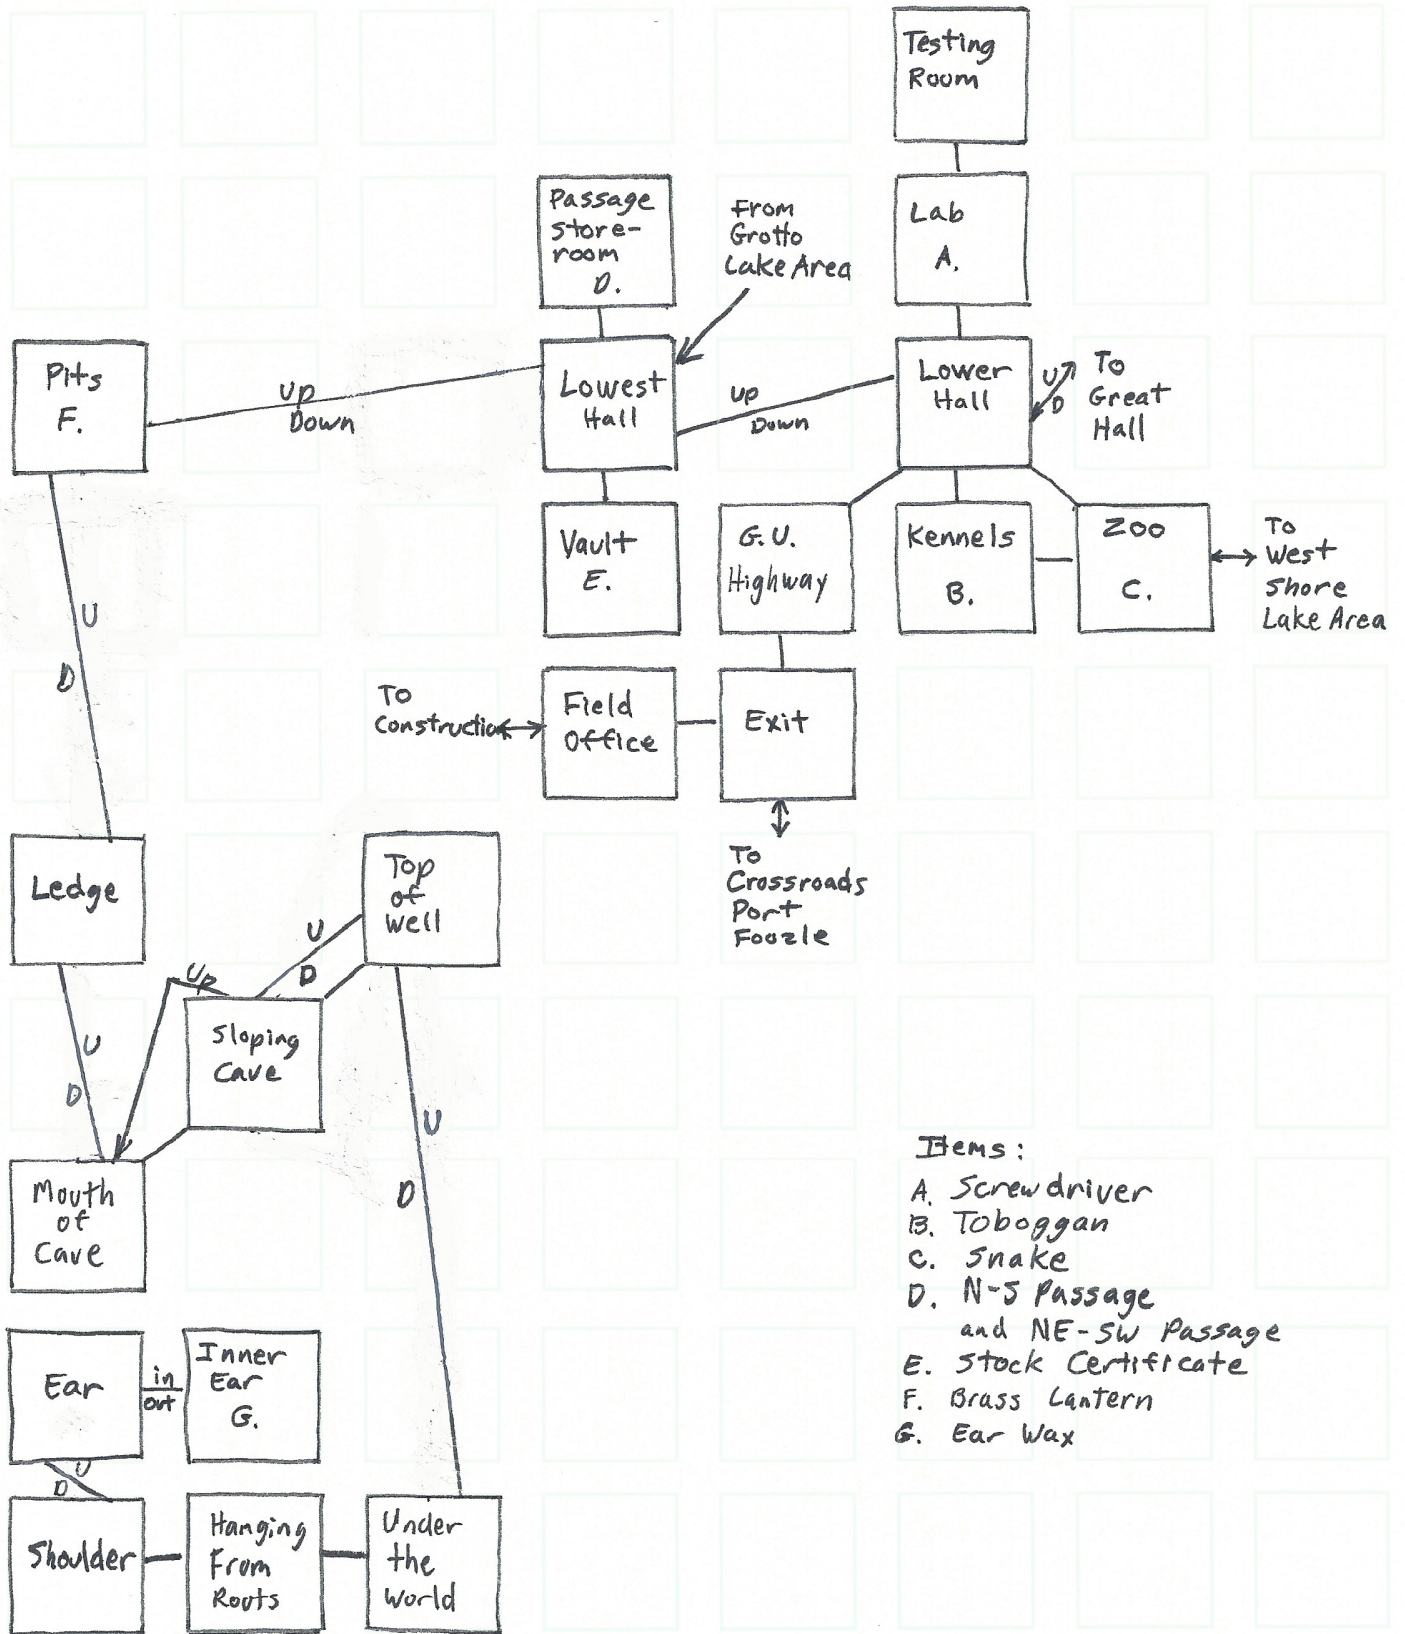 Testing
Room
Passage
Store-
room
D.
From
Grotto
Lake Area
Lab
A.
Pits
F.
Up
Down
Lowest
Hall
Up
Down
Lower
Hall
U
D
To
Great
Hall
Vault
E.
G.U.
Highway
Kennels
B.
Zoo
C.
To
West
Shore
Lake Area
U
D
To
Construction
Field
Office
Exit
To
Crossroads
Port
Foozle
Ledge
Top
of
Well
U
D
Up
Sloping
Cave
U
D
U
D
Mouth
of
Cave
Ear
in
out
Inner
Ear
G.
U
D
Shoulder
Hanging
From
Roots
Under
the
World
Items:
A. Screwdriver
B. Toboggan
C. Snake
D. N-S Passage
and NE-SW Passage
E. Stock Certificate
F. Brass Lantern
G. Ear Wax